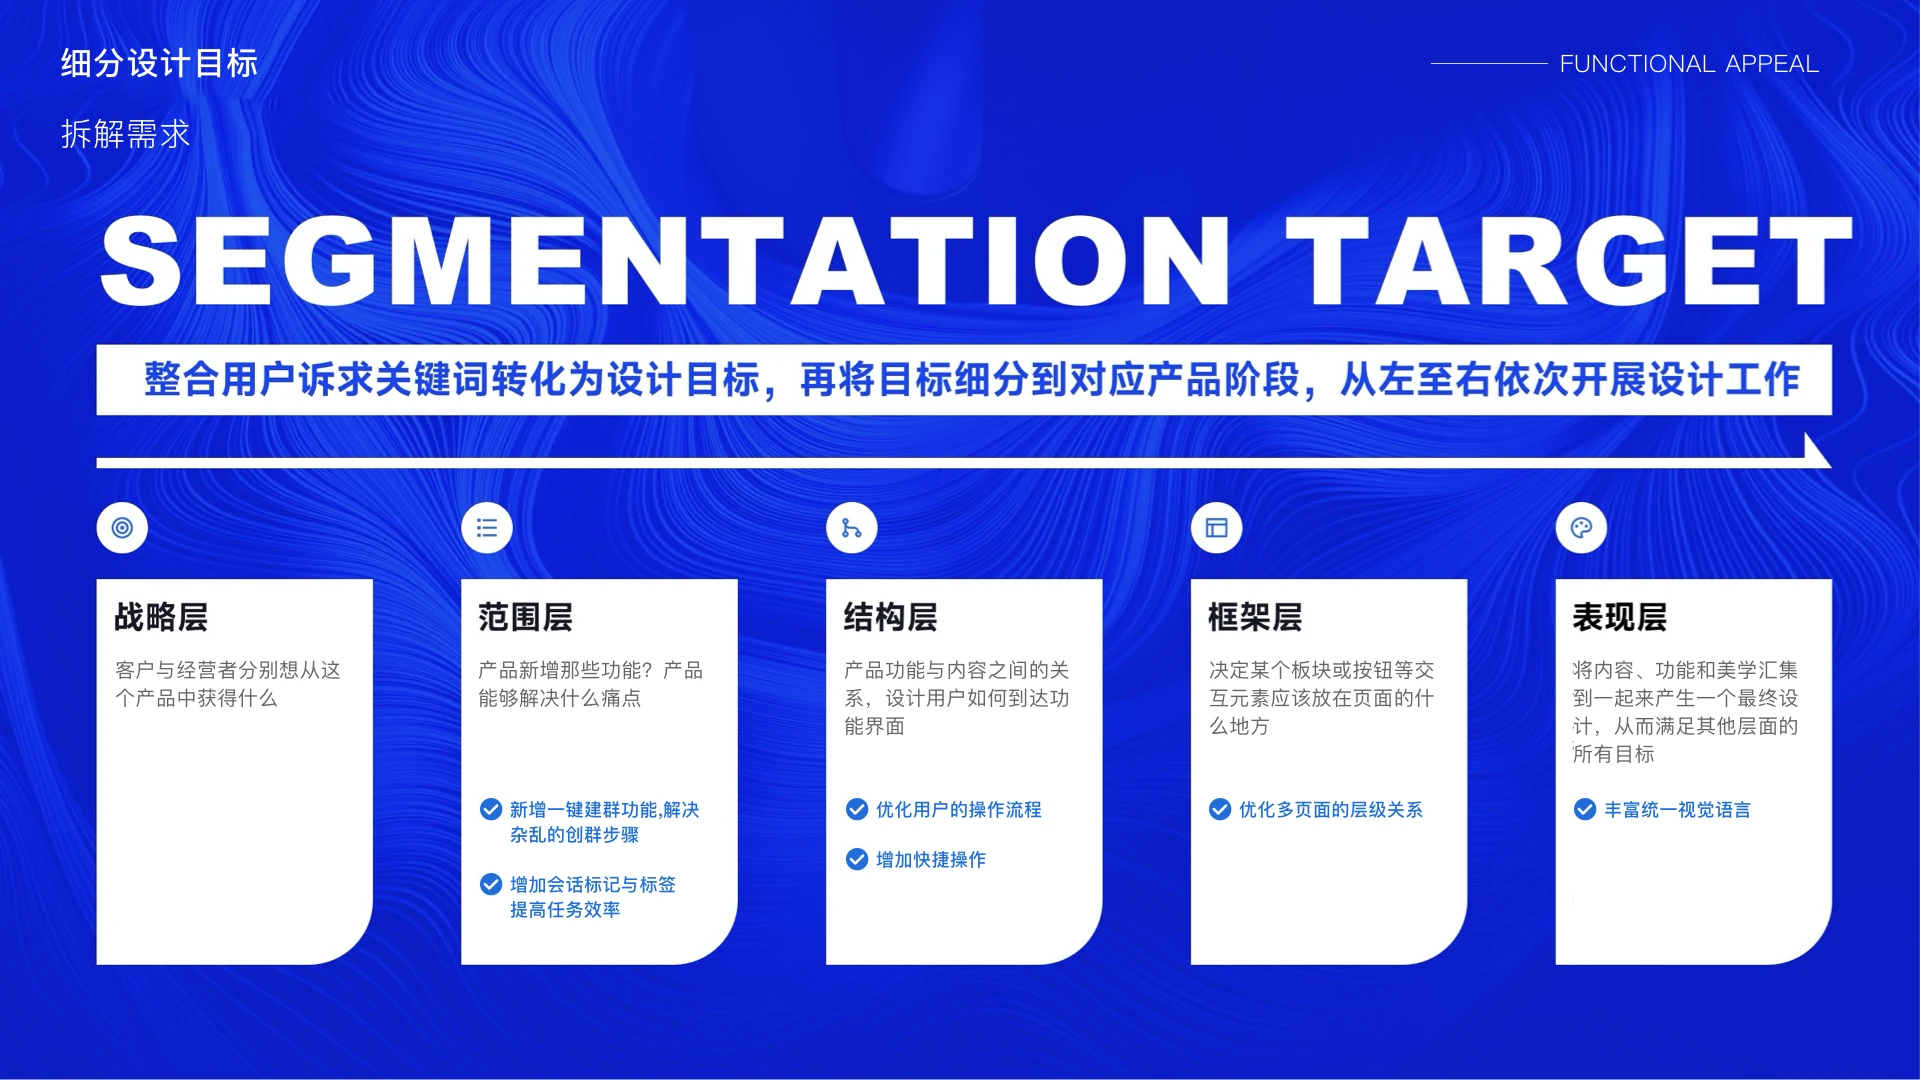 细分设计目标
FUNCTIONAL APPEAL
拆解需求
SEGMENTATION TARGET
整合用户诉求关键词转化为设计目标，再将目标细分到对应产品阶段，从左至右依次开展设计工作
战略层
客户与经营者分别想从这
个产品中获得什么
范围层
产品新增那些功能？产品
能够解决什么痛点
新增一键建群功能,解决
杂乱的创群步骤
增加会话标记与标签
提高任务效率
结构层
产品功能与内容之间的关
系，设计用户如何到达功
能界面
优化用户的操作流程
增加快捷操作
框架层
决定某个板块或按钮等交
互元素应该放在页面的什
么地方
优化多页面的层级关系
表现层
将内容、功能和美学汇集
到一起来产生一个最终设
计，从而满足其他层面的
所有目标
丰富统一视觉语言